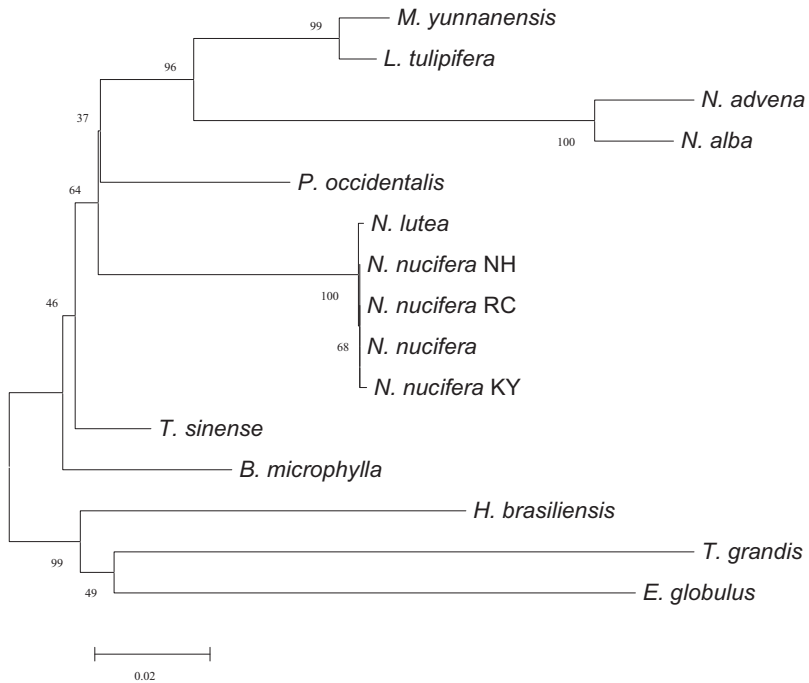 M. yunnanensis
99
L. tulipifera
96
N. advena
37
100
N. alba
P. occidentalis
64
N. lutea
N. nucifera NH
100
N. nucifera RC
46
68
N. nucifera
N. nucifera KY
T. sinense
B. microphylla
H. brasiliensis
99
T. grandis
49
E. globulus
0.02